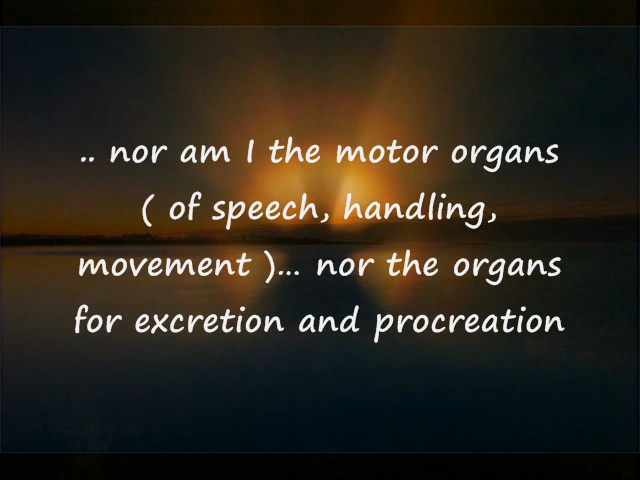 .. nor am I the motor organs
( of speech, handling,
movement )... nor the organs
for excretion and procreation